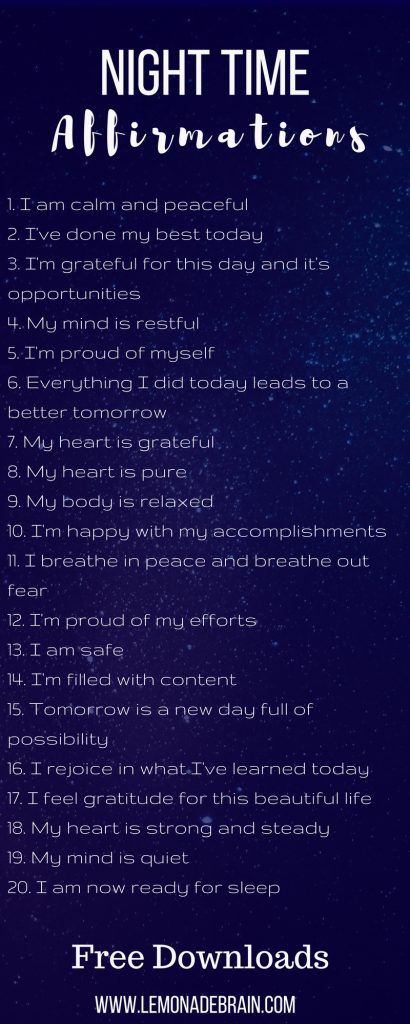 NIGHT TIME
Affirmations
1. I am calm and peaceful
2. I've done my best today
3. I'm grateful for this day and it's
opportunities
4. My mind is restful
5. I'm proud of myself
6. Everything I did today leads to a
better tomorrow
7. My heart is grateful
8. My heart is pure
9. My body is relaxed
10. I'm happy with my accomplishments
11. I breathe in peace and breathe out
fear
12. I'm proud of my efforts
13. I am safe
14. I'm filled with content
15. Tomorrow is a new day full of
possibility
16. I rejoice in what I've learned today
17. I feel gratitude for this beautiful life
18. My heart is strong and steady
19. My mind is quiet
20. I am now ready for sleep
Free Downloads
WWW.LEMONADEBRAIN.COM